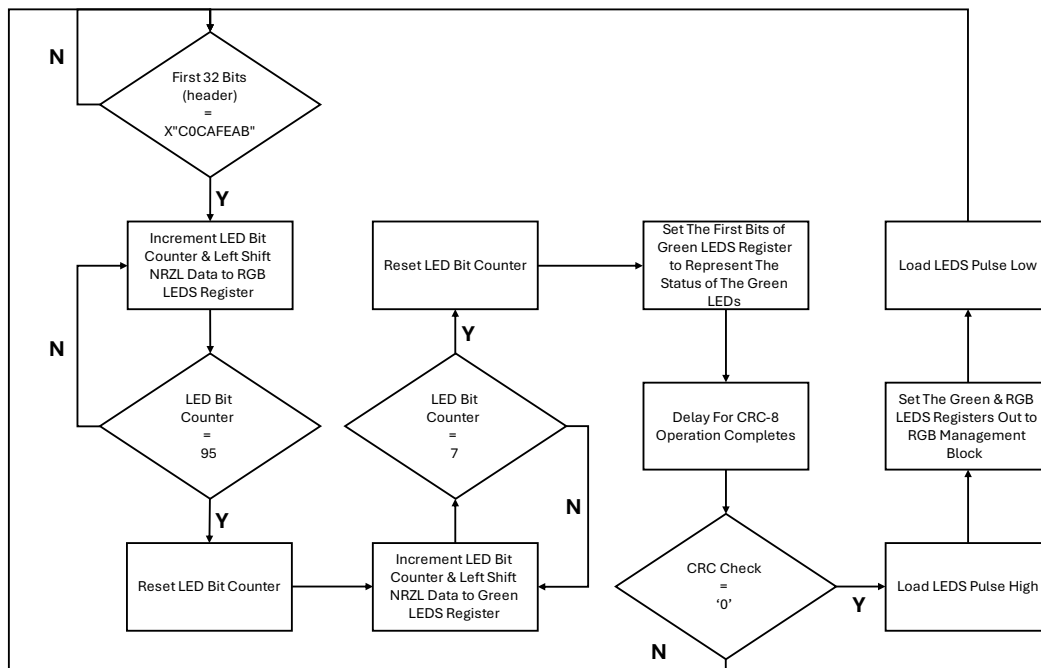 N
First 32 Bits
(header)
=
X"C0CAFEAB"
Y
Increment LED Bit
Counter & Left Shift
NRZL Data to RGB
LEDS Register
N
LED Bit
Counter
=
95
Y
Reset LED Bit Counter
Increment LED Bit
Counter & Left Shift
NRZL Data to Green
LEDS Register
N
LED Bit
Counter
=
7
Y
Reset LED Bit Counter
Set The First Bits of
Green LEDS Register
to Represent The
Status of The Green
LEDs
Delay For CRC-8
Operation Completes
CRC Check
=
‘0’
N
Y
Load LEDS Pulse High
Set The Green & RGB
LEDS Registers Out to
RGB Management
Block
Load LEDS Pulse Low